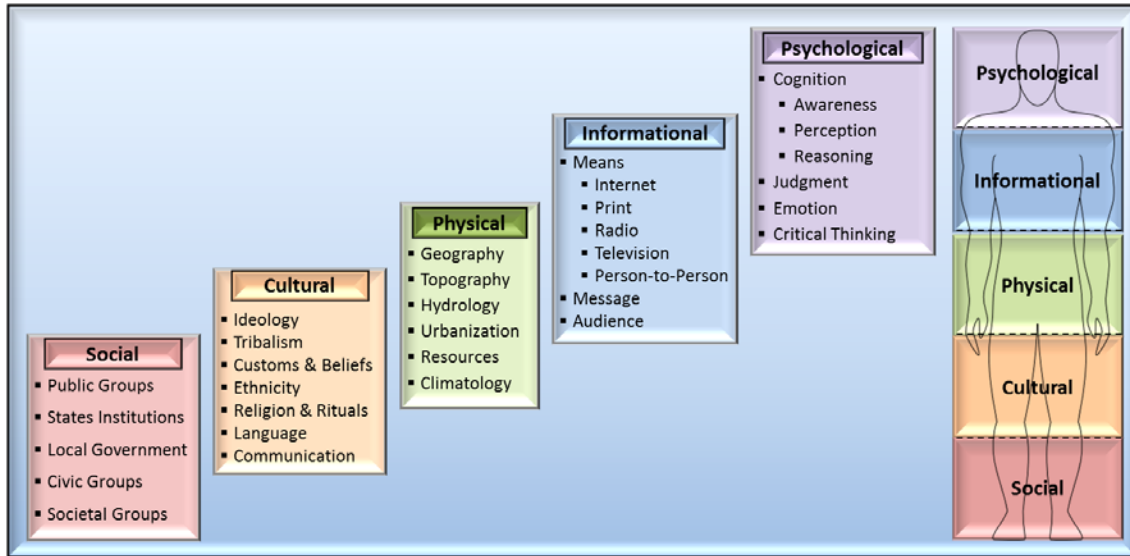 Social
▪ Public Groups
▪ States Institutions
▪ Local Government
▪ Civic Groups
▪ Societal Groups
Cultural
▪ Ideology
▪ Tribalism
▪ Customs & Beliefs
▪ Ethnicity
▪ Religion & Rituals
▪ Language
▪ Communication
Physical
▪ Geography
▪ Topography
▪ Hydrology
▪ Urbanization
▪ Resources
▪ Climatology
Informational
▪ Means
▪ Internet
▪ Print
▪ Radio
▪ Television
▪ Person-to-Person
▪ Message
▪ Audience
Psychological
▪ Cognition
▪ Awareness
▪ Perception
▪ Reasoning
▪ Judgment
▪ Emotion
▪ Critical Thinking
Psychological
Informational
Physical
Cultural
Social